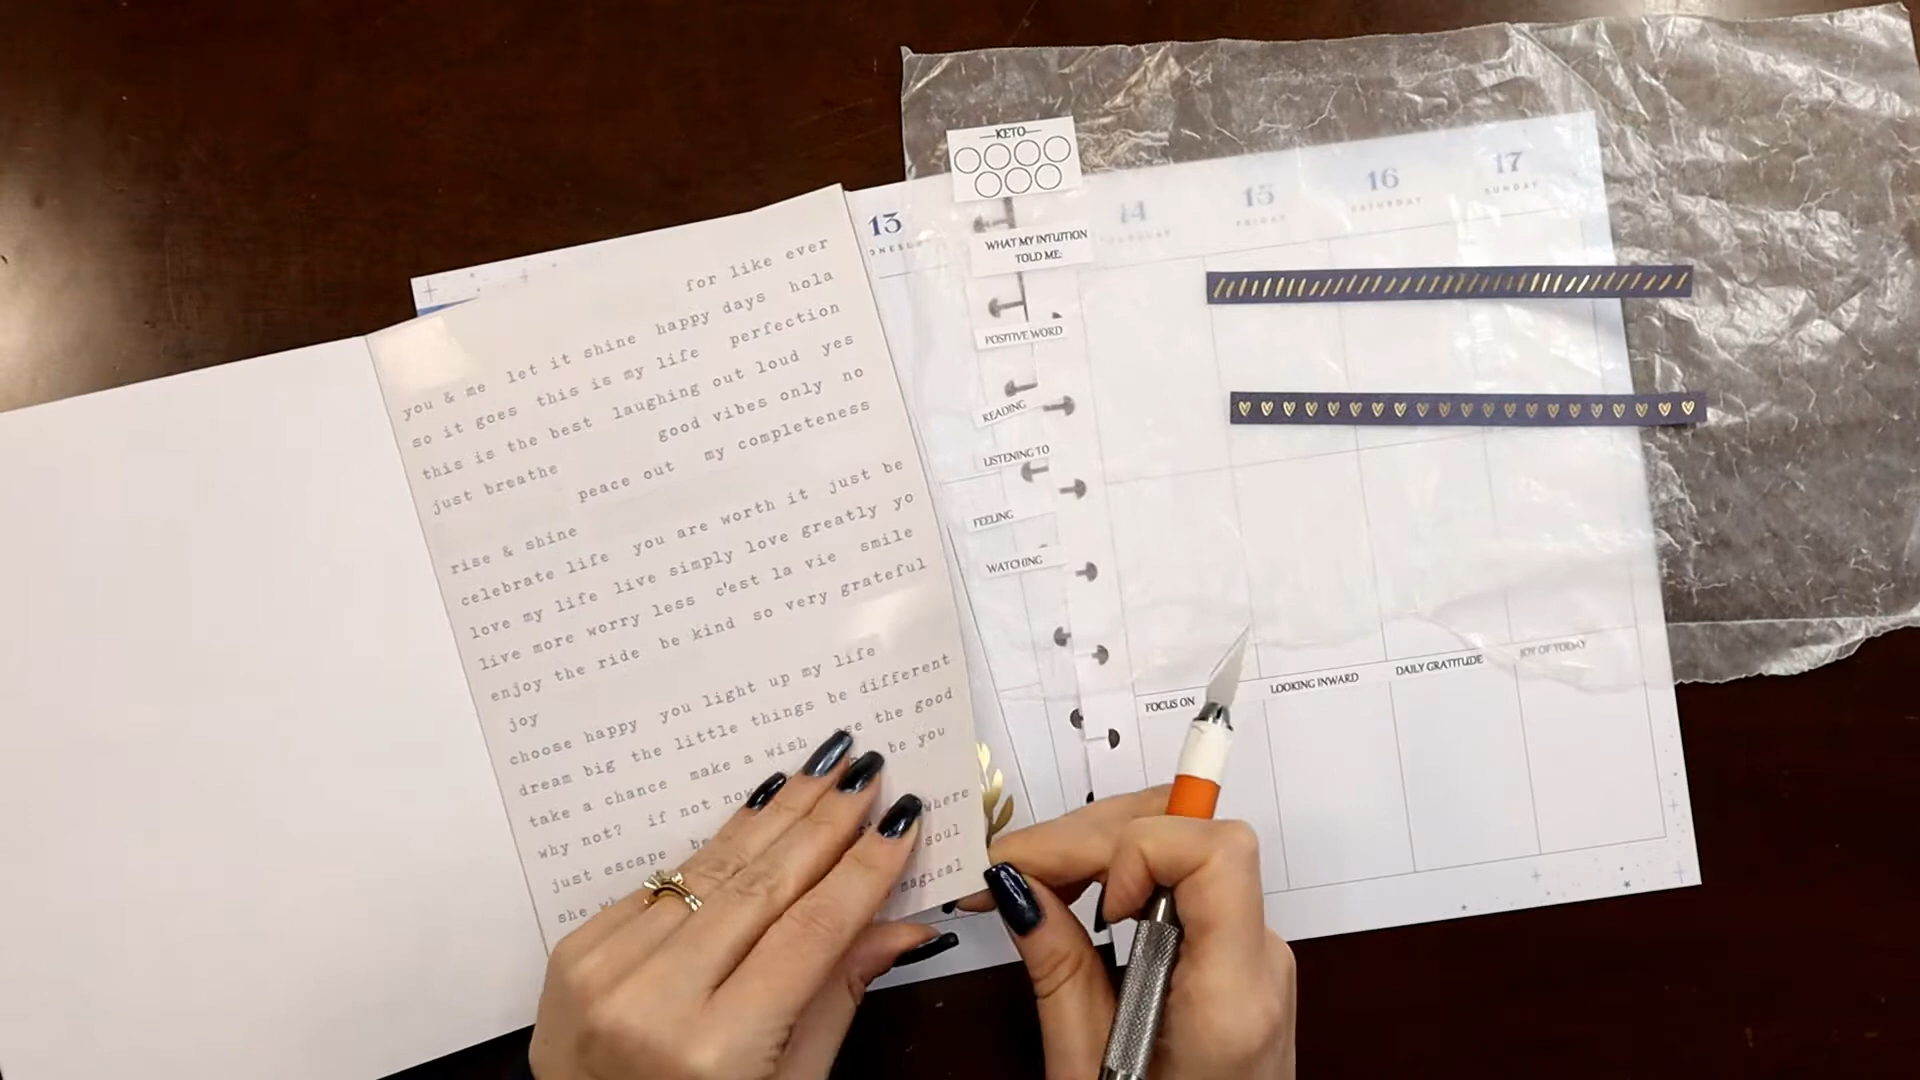 for like ever
you & me let it shine happy days hola
so it goes this is my life perfection
this is the best laughing out loud yes
just breathe good vibes only no
peace out my completeness
rise & shine
celebrate life you are worth it just be
love my life live simply love greatly yo
live more worry less c'est la vie smile
enjoy the ride be kind so very grateful
joy
choose happy you light up my life
dream big the little things be different
take a chance make a wish the good
why not? if not now be you
just escape where
she soul
magical
13
KETO
WHAT MY INTUITION
TOLD ME:
POSITIVE WORD
READING
LISTENING TO
FEELING
WATCHING
14
THURSDAY
15
FRIDAY
16
SATURDAY
17
SUNDAY
FOCUS ON
LOOKING INWARD
DAILY GRATITUDE
JOY OF TODAY